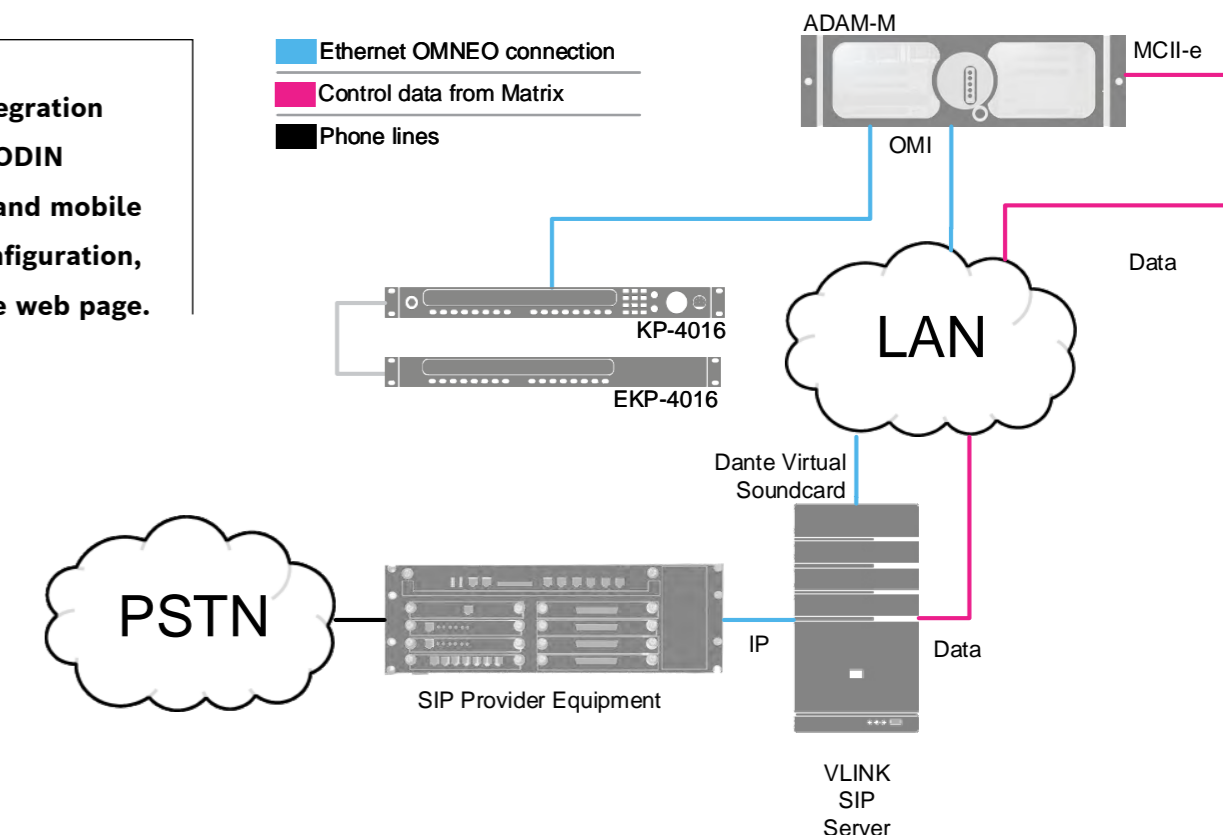 egration
ODIN
and mobile
nfiguration,
e web page.
Ethernet OMNEO connection
Control data from Matrix
Phone lines
ADAM-M
MCII-e
OMI
Data
KP-4016
EKP-4016
LAN
Dante Virtual
Soundcard
PSTN
IP
Data
SIP Provider Equipment
VLINK
SIP
Server